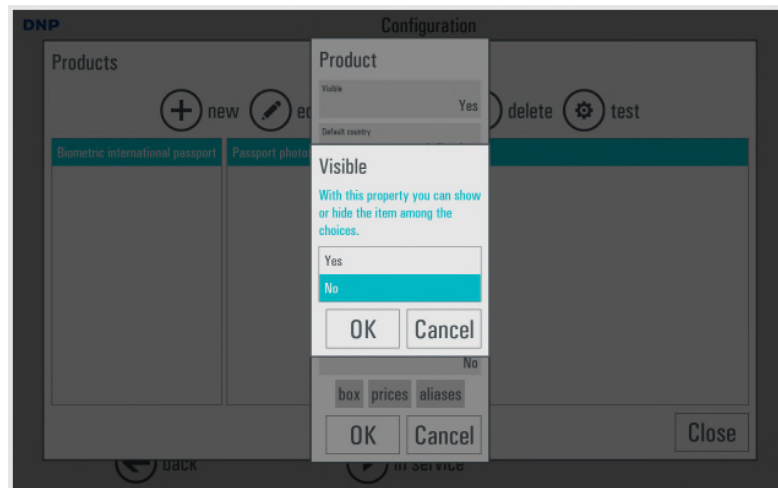 DNP
Configuration
Products
new
delete
test
Biometric international passport
Passport photo
Product
Visible
Yes
Default country
Visible
With this property you can show
or hide the item among the
choices.
Yes
No
OK
Cancel
No
box
prices
aliases
OK
Cancel
Close
back
in service